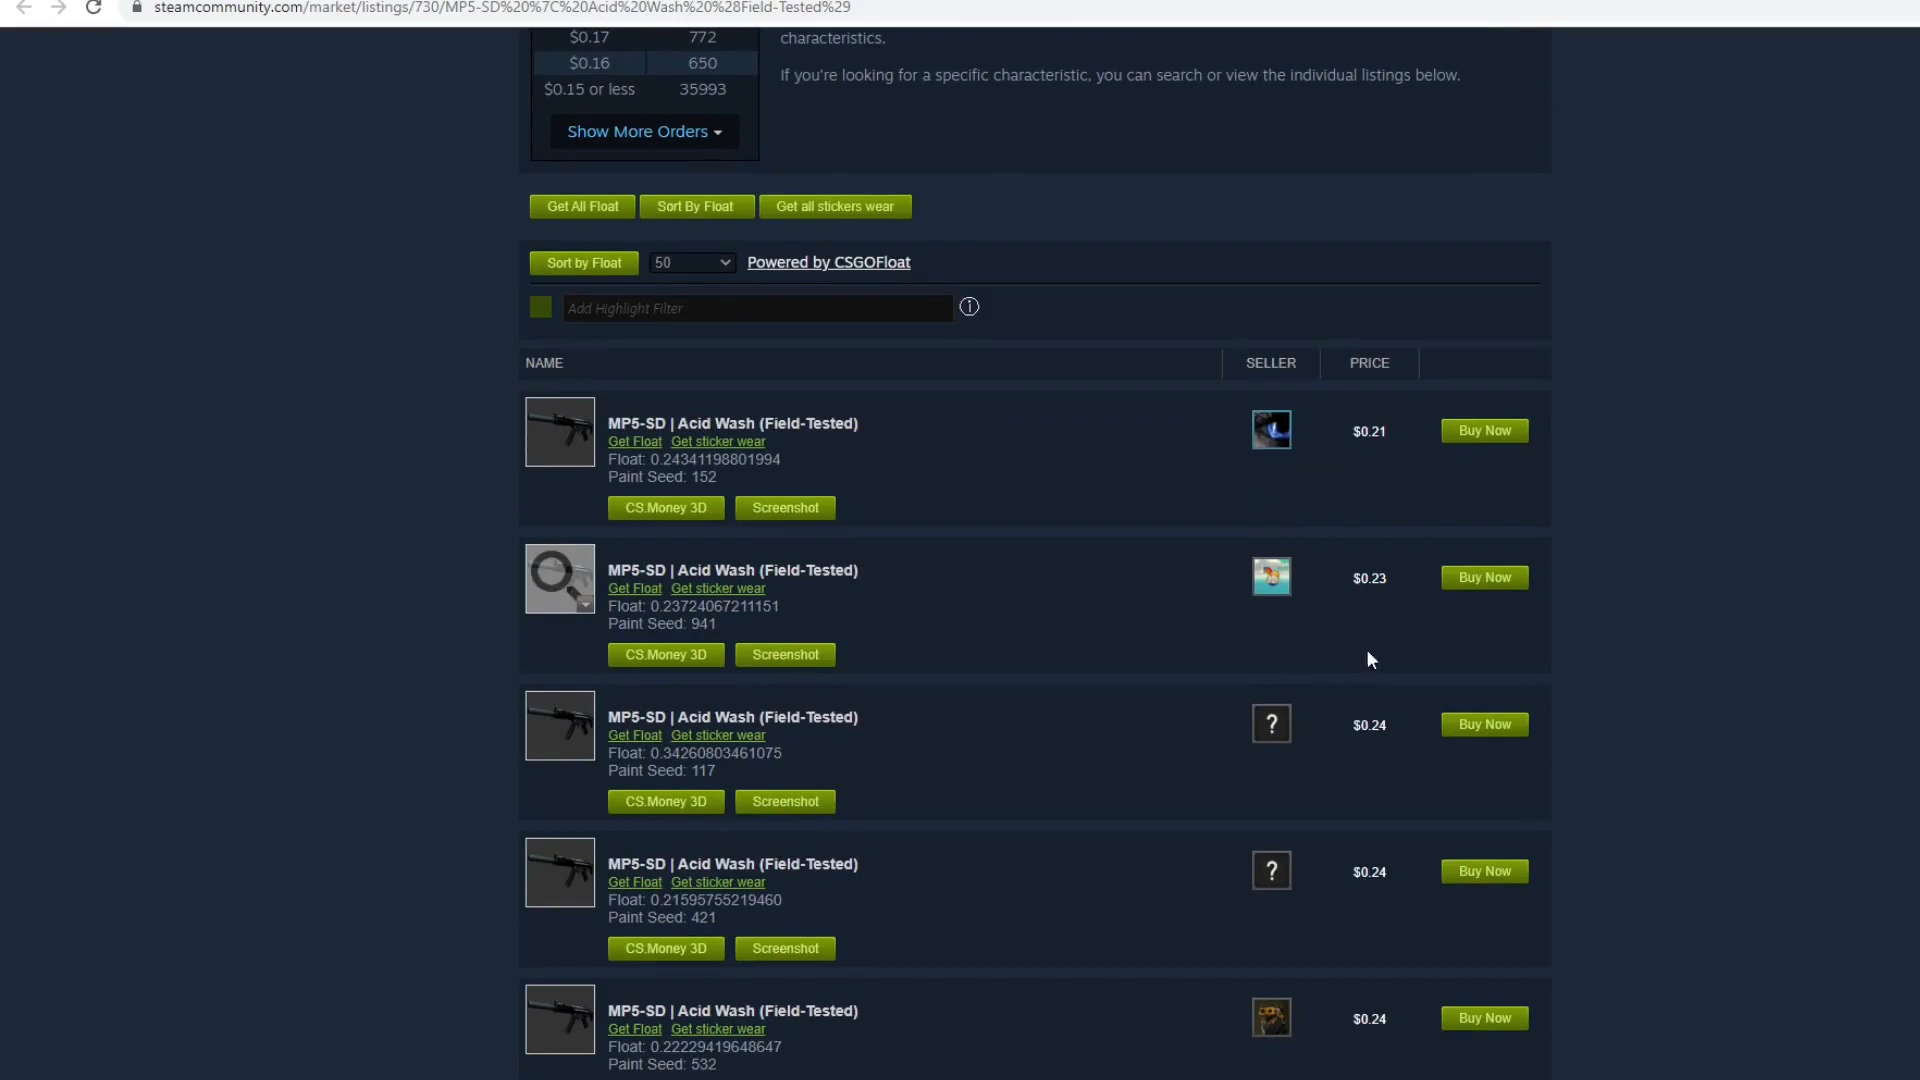 steamcommunity.com/market/listings/730/MP5-SD%20%7C%20Acid%20Wash%20%28Field-Tested%29
$0.17 772
characteristics.
$0.16 650
If you're looking for a specific characteristic, you can search or view the individual listings below.
$0.15 or less 35993
Show More Orders
Get All Float Sort By Float Get all stickers wear
Sort by Float 50 Powered by CSGOFloat
Add Highlight Filter
NAME SELLER PRICE
MP5-SD | Acid Wash (Field-Tested)
Get Float Get sticker wear
Float: 0.24341198801994
Paint Seed: 152
$0.21 Buy Now
CS.Money 3D Screenshot
MP5-SD | Acid Wash (Field-Tested)
Get Float Get sticker wear
Float: 0.23724067211151
Paint Seed: 941
$0.23 Buy Now
CS.Money 3D Screenshot
MP5-SD | Acid Wash (Field-Tested)
Get Float Get sticker wear
Float: 0.34260803461075
Paint Seed: 117
? $0.24 Buy Now
CS.Money 3D Screenshot
MP5-SD | Acid Wash (Field-Tested)
Get Float Get sticker wear
Float: 0.21595755219460
Paint Seed: 421
? $0.24 Buy Now
CS.Money 3D Screenshot
MP5-SD | Acid Wash (Field-Tested)
Get Float Get sticker wear
Float: 0.22229419648647
Paint Seed: 532
$0.24 Buy Now